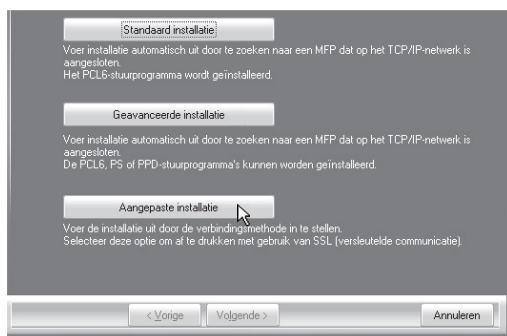 Standaard installatie
Voer installatie automatisch uit door te zoeken naar een MFP dat op het TCP/IP-netwerk is
aangesloten.
Het PCL6-stuurprogramma wordt geïnstalleerd.
Geavanceerde installatie
Voer installatie automatisch uit door te zoeken naar een MFP dat op het TCP/IP-netwerk is
aangesloten.
De PCL6, PS of PPD-stuurprogramma's kunnen worden geïnstalleerd.
Aangepaste installatie
Voer de installatie uit door de verbindingsmethode in te stellen.
Selecteer deze optie om af te drukken met gebruik van SSL (versleutelde communicatie).
< Vorige
Volgende >
Annuleren